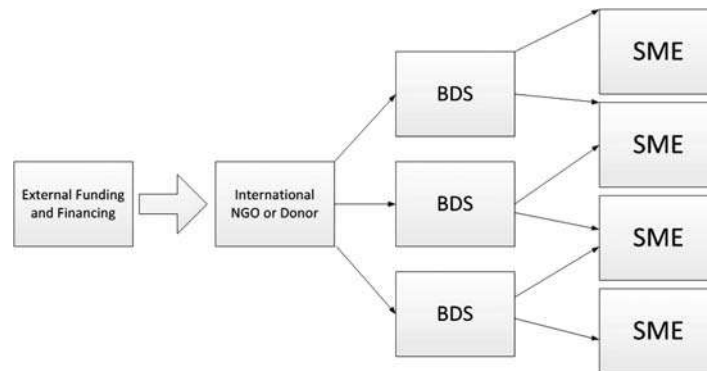 External Funding
and Financing
International
NGO or Donor
BDS
BDS
BDS
SME
SME
SME
SME